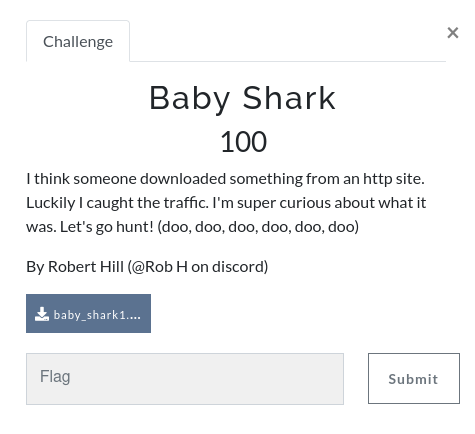 Challenge
×
Baby Shark
100
I think someone downloaded something from an http site.
Luckily I caught the traffic. I'm super curious about what it
was. Let's go hunt! (doo, doo, doo, doo, doo, doo)
By Robert Hill (@Rob H on discord)
baby_shark1....
Flag
Submit